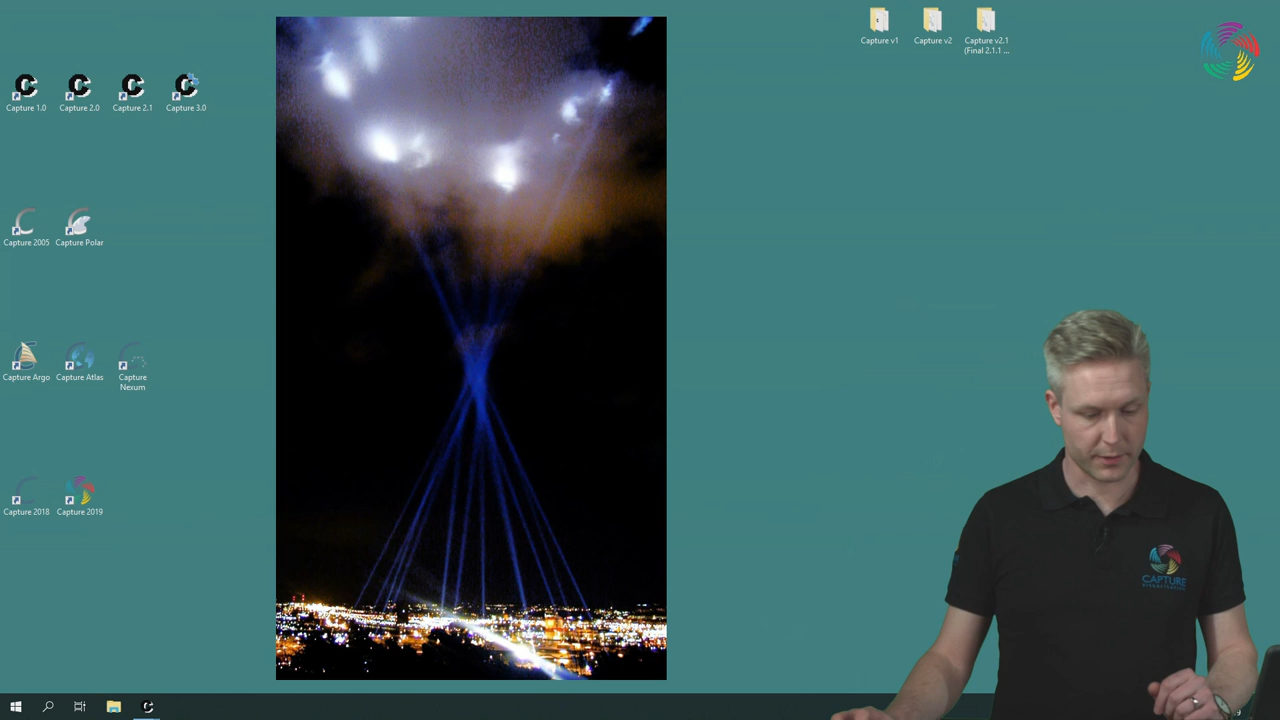 Capture v1
Capture v2
Capture v2.1
(Final 2.1.1 ...
Capture 1.0
Capture 2.0
Capture 2.1
Capture 3.0
Capture 2005
Capture Polar
Capture Argo
Capture Atlas
Capture
Nexum
Capture 2018
Capture 2019
CAPTURE